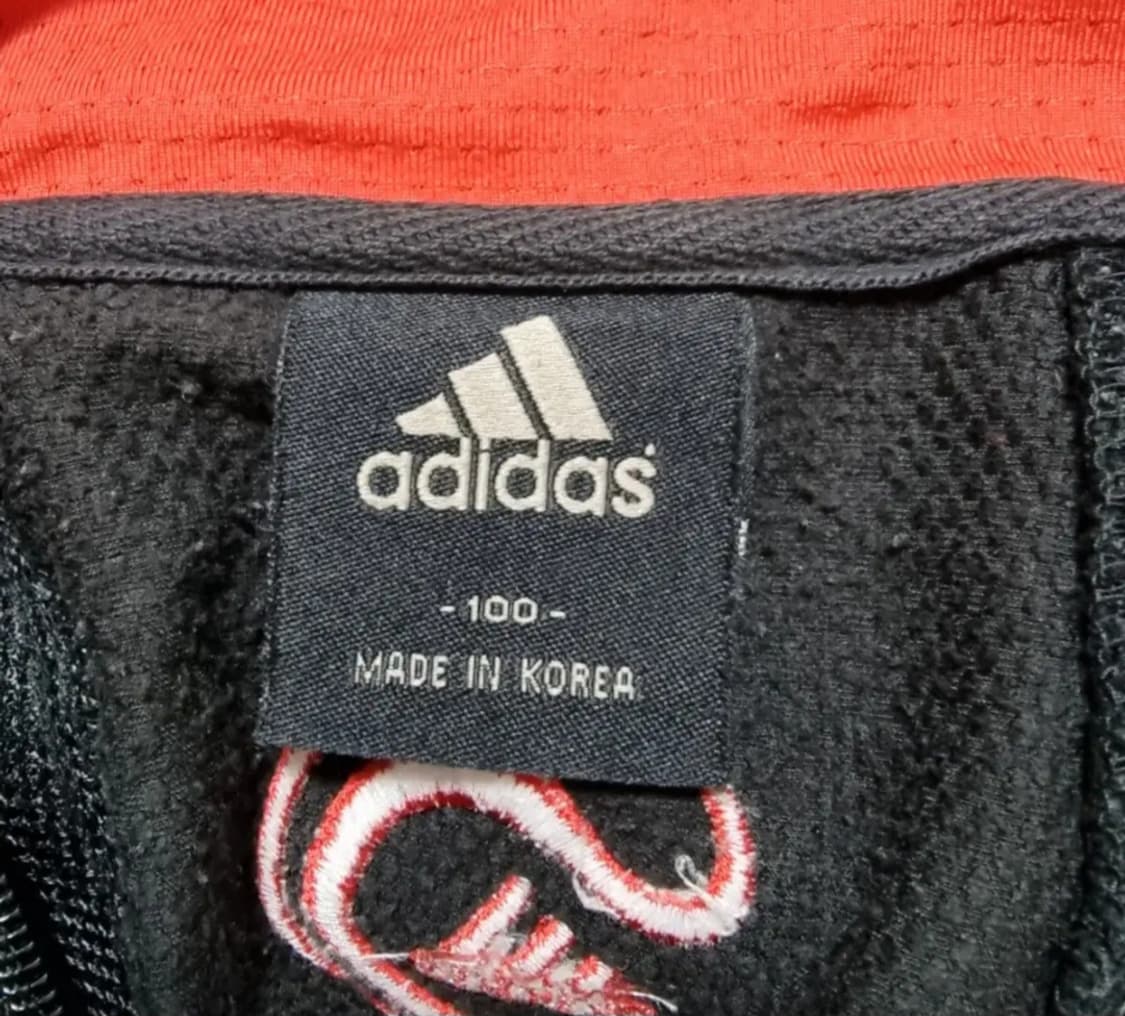 adidas
-100-
MADE IN KOREA